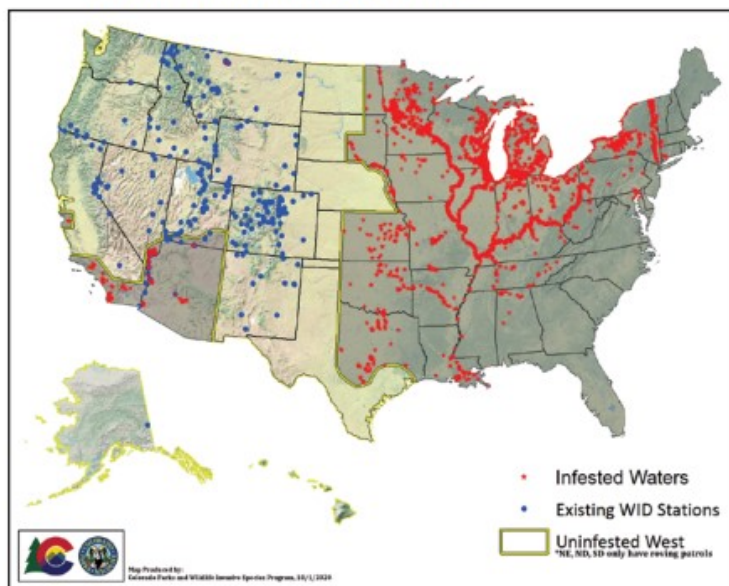 Infested Waters
Existing WID Stations
Uninfested West
*NE, ND, SD only have roving patrols
Map Produced by:
Colorado Parks and Wildlife Invasive Species Program, 10/1/2020